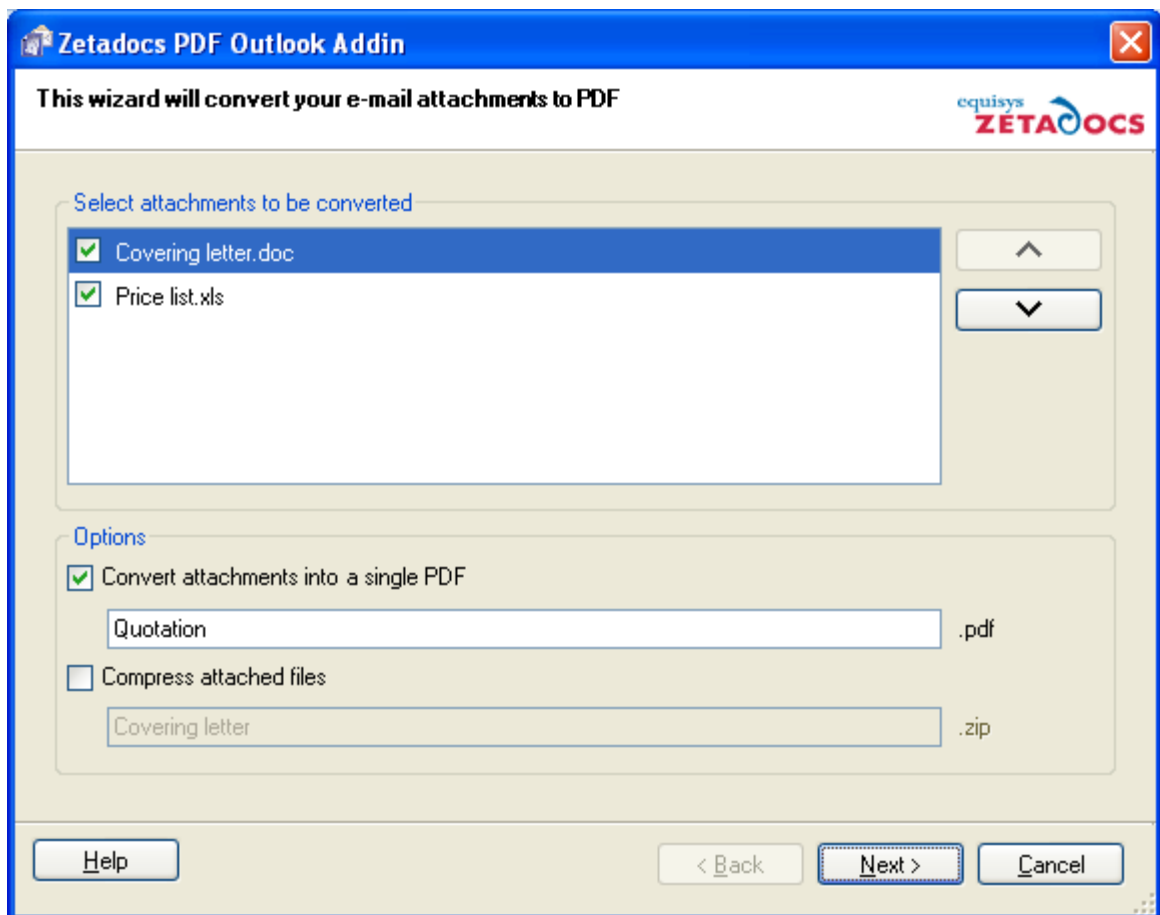 Zetadocs PDF Outlook Addin
This wizard will convert your e-mail attachments to PDF
equisys
ZETADOCS
Select attachments to be converted
Covering letter.doc
Price list.xls
Options
Convert attachments into a single PDF
Quotation .pdf
Compress attached files
Covering letter .zip
Help < Back Next > Cancel